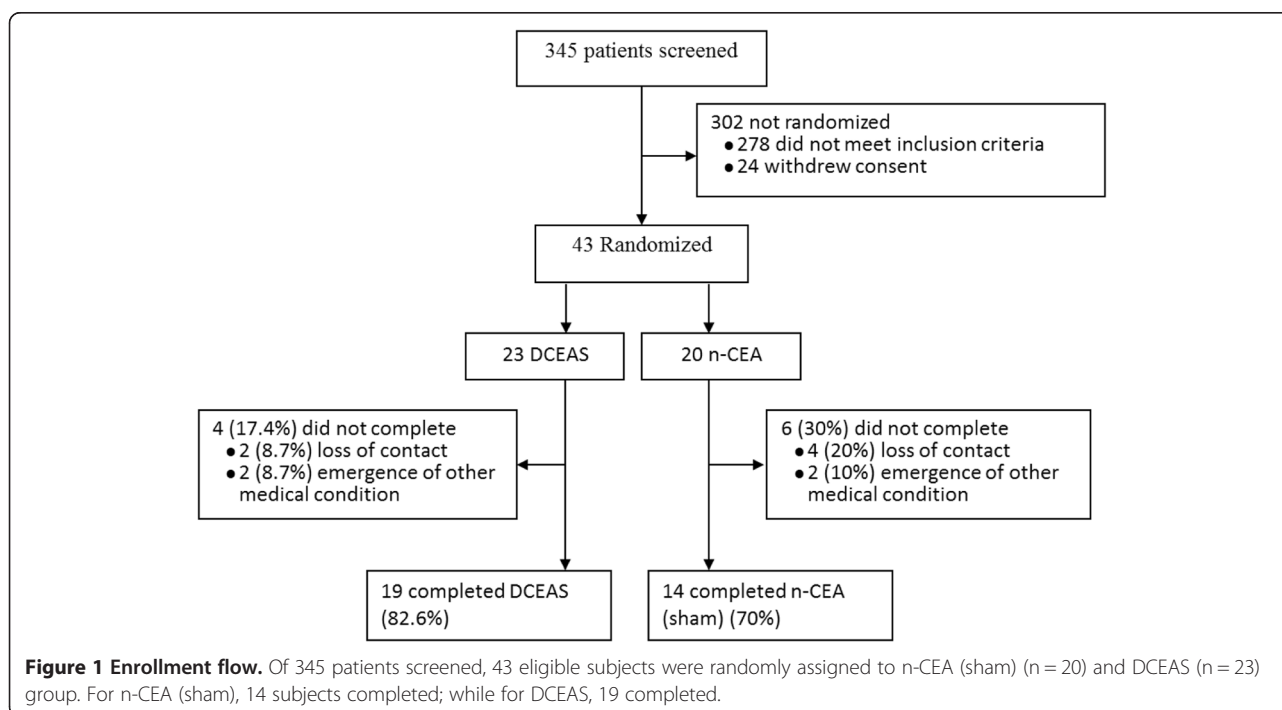 345 patients screened
302 not randomized
● 278 did not meet inclusion criteria
● 24 withdrew consent
43 Randomized
23 DCEAS
20 n-CEA
4 (17.4%) did not complete
● 2 (8.7%) loss of contact
● 2 (8.7%) emergence of other
medical condition
6 (30%) did not complete
● 4 (20%) loss of contact
● 2 (10%) emergence of other
medical condition
19 completed DCEAS
(82.6%)
14 completed n-CEA
(sham) (70%)
Figure 1 Enrollment flow. Of 345 patients screened, 43 eligible subjects were randomly assigned to n-CEA (sham) (n = 20) and DCEAS (n = 23)
group. For n-CEA (sham), 14 subjects completed; while for DCEAS, 19 completed.